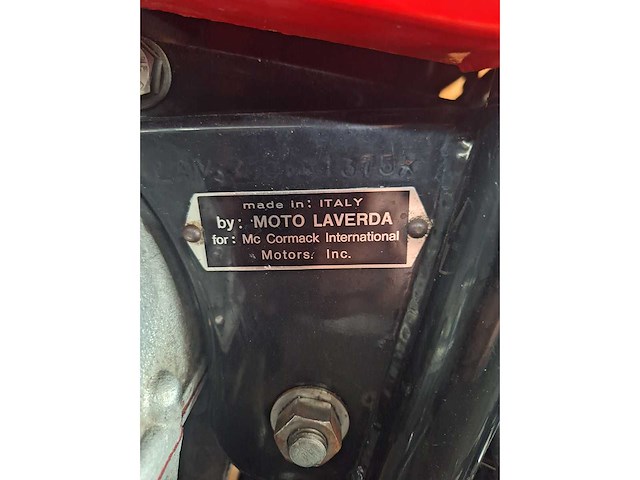 made in: ITALY
by: MOTO LAVERDA
for: Mc Cormack International
Motors. Inc.